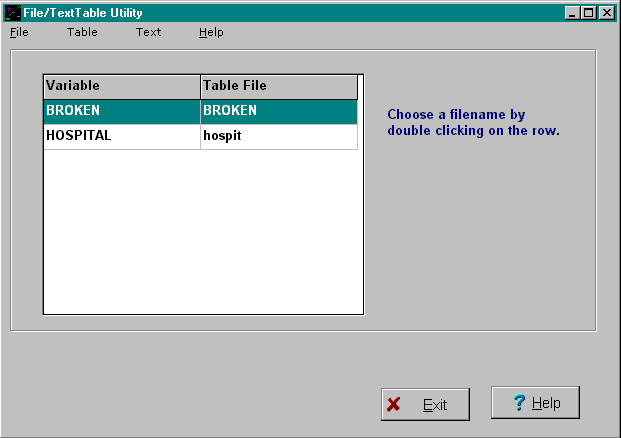 File/TextTable Utility
File Table Text Help
Variable Table File
BROKEN BROKEN
HOSPITAL hospit
Choose a filename by
double clicking on the row.
Exit
? Help